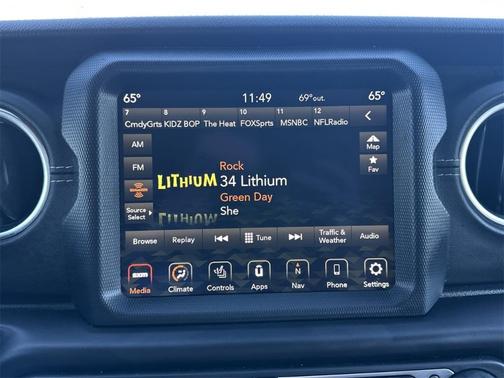 65° 11:49 69°out. 65°
7 8 9 10 11 12
CmdyGrts KIDZ BOP The Heat FOXSprts MSNBC NFLRadio
AM
Map
FM
Fav
Rock
LITHIUM 34 Lithium
Green Day
She
Source
Select
Browse Replay Tune Traffic & Weather Audio
sxm N
Media Climate Controls Apps Nav Phone Settings